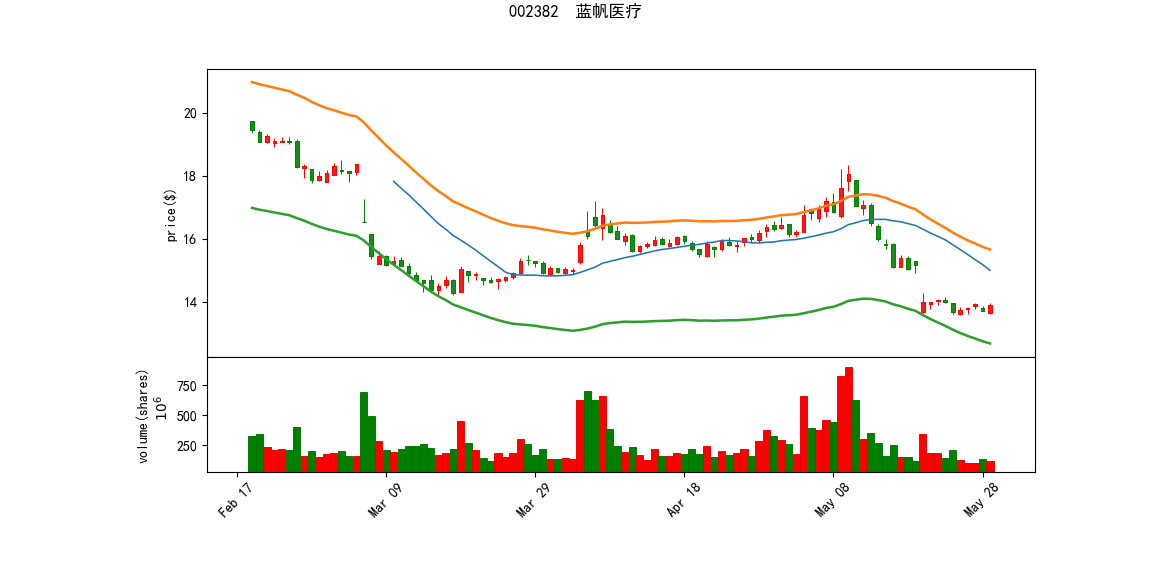 002382 蓝帆医疗
price($)
20
18
16
14
volume(shares)
10^6
750
500
250
Feb 17
Mar 09
Mar 29
Apr 18
May 08
May 28